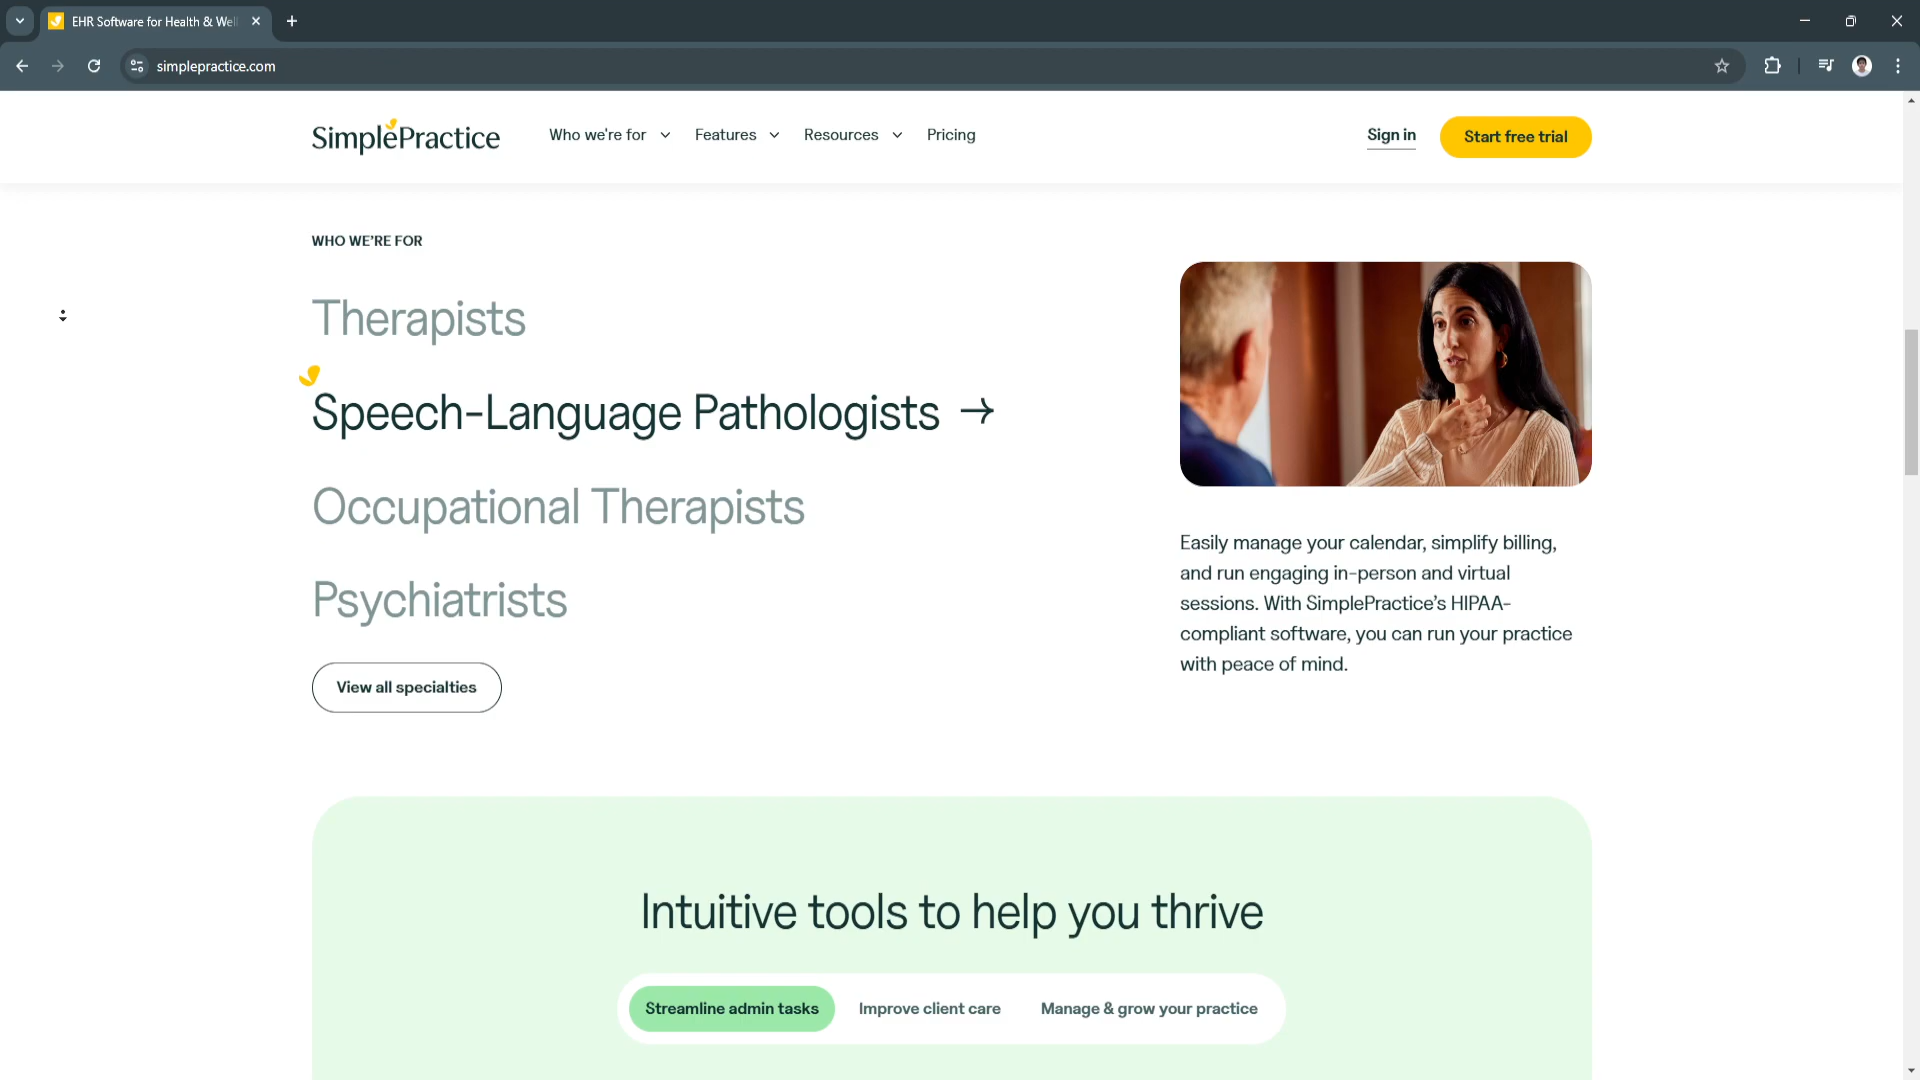 EHR Software for Health & Wel
simplepractice.com
SimplePractice
Who we're for
Features
Resources
Pricing
Sign in
Start free trial
WHO WE’RE FOR
Therapists
Speech-Language Pathologists →
Occupational Therapists
Psychiatrists
View all specialties
Easily manage your calendar, simplify billing,
and run engaging in-person and virtual
sessions. With SimplePractice’s HIPAA-
compliant software, you can run your practice
with peace of mind.
Intuitive tools to help you thrive
Streamline admin tasks
Improve client care
Manage & grow your practice